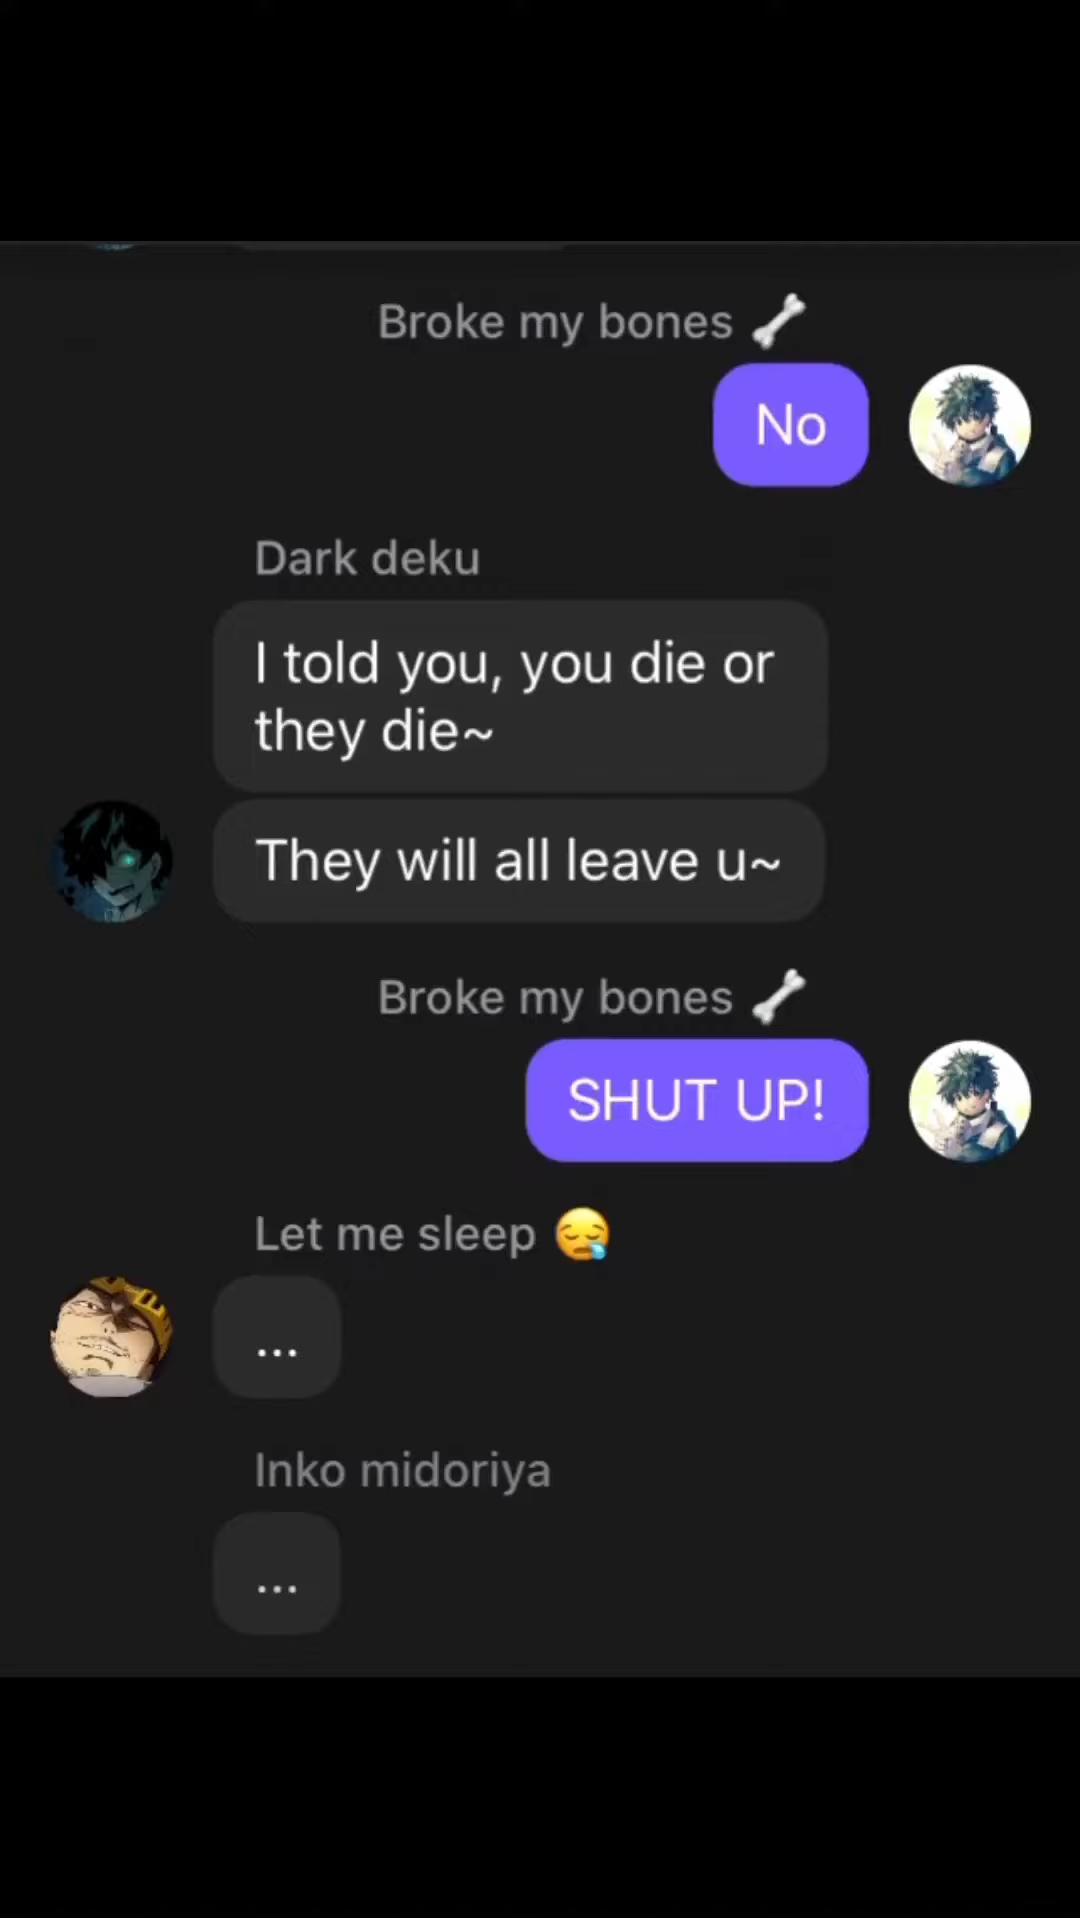 Broke my bones 🦴
No
Dark deku
I told you, you die or
they die~
They will all leave u~
Broke my bones 🦴
SHUT UP!
Let me sleep 😪
...
Inko midoriya
...